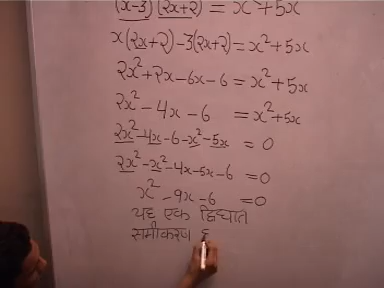 (x-3) (2x+2) = x² + 5x
x(2x+2) -3(2x+2) = x² + 5x
2x² + 2x - 6x - 6 = x² + 5x
2x² - 4x - 6 = x² + 5x
2x² - 4x - 6 - x² - 5x = 0
2x² - x² - 4x - 5x - 6 = 0
x² - 9x - 6 = 0
यह एक द्विघात
समीकरण